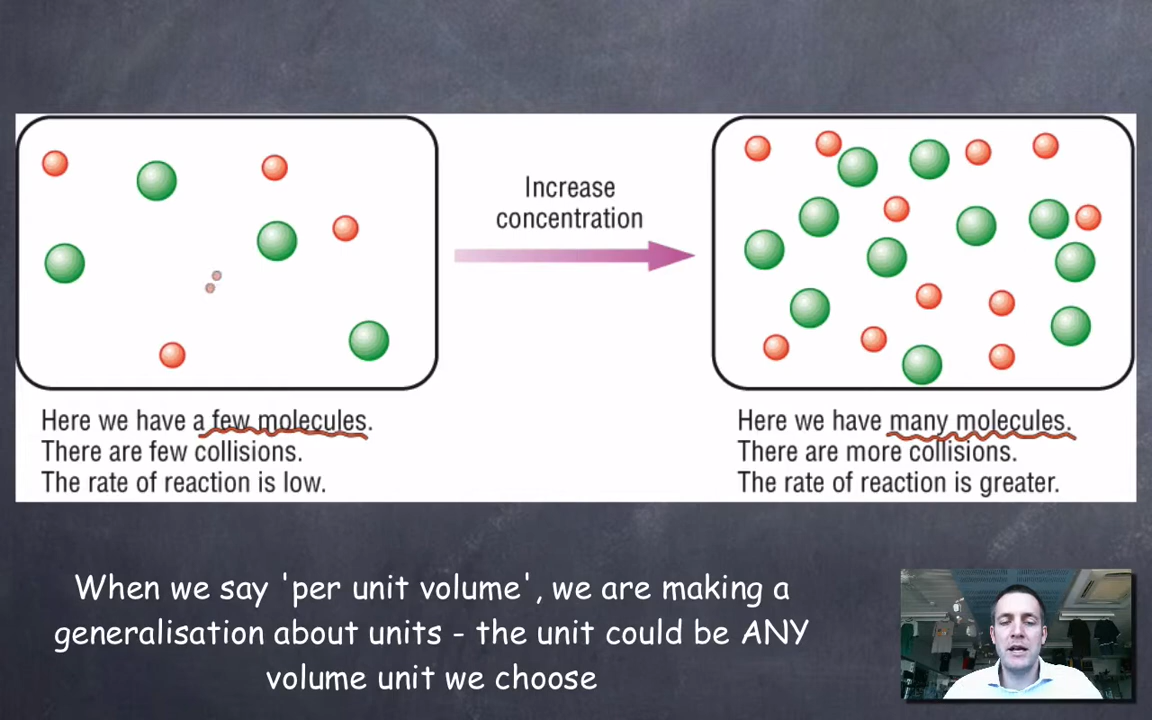 Increase
concentration
Here we have a few molecules.
There are few collisions.
The rate of reaction is low.
Here we have many molecules.
There are more collisions.
The rate of reaction is greater.
When we say 'per unit volume', we are making a
generalisation about units - the unit could be ANY
volume unit we choose